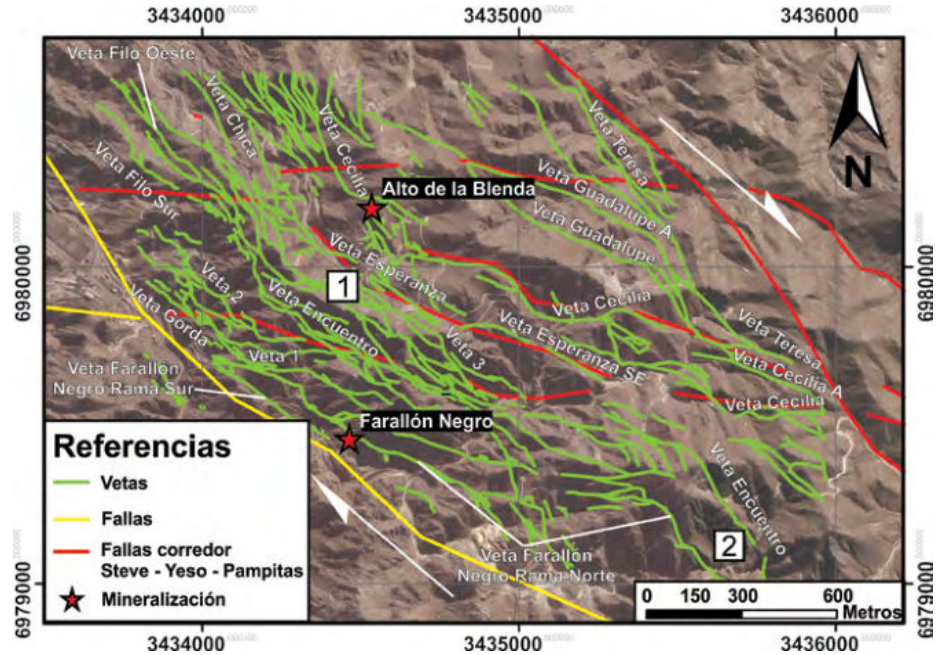 3434000
3435000
3436000
Veta Filo Oeste
Veta Chica
Veta Cecilia
Veta Teresa
Alto de la Blenda
N
Veta Filo Sur
Veta Guadalupe A
Veta Guadalupe
6980000
6980000
Veta Esperanza
1
Veta 2
Veta Cecilia
Veta Gorda
Veta Encuentro
Veta Esperanza SE
Veta Teresa
Veta 1
Veta 3
Veta Cecilia A
Veta Farallón
Negro Rama Sur
Veta Cecilia
Farallón Negro
Referencias
Vetas
Fallas
Fallas corredor
Steve - Yeso - Pampitas
Mineralización
Veta Encuentro
2
Veta Farallón
Negro Rama Norte
0 150 300 600
Metros
6979000
6979000
3434000
3435000
3436000